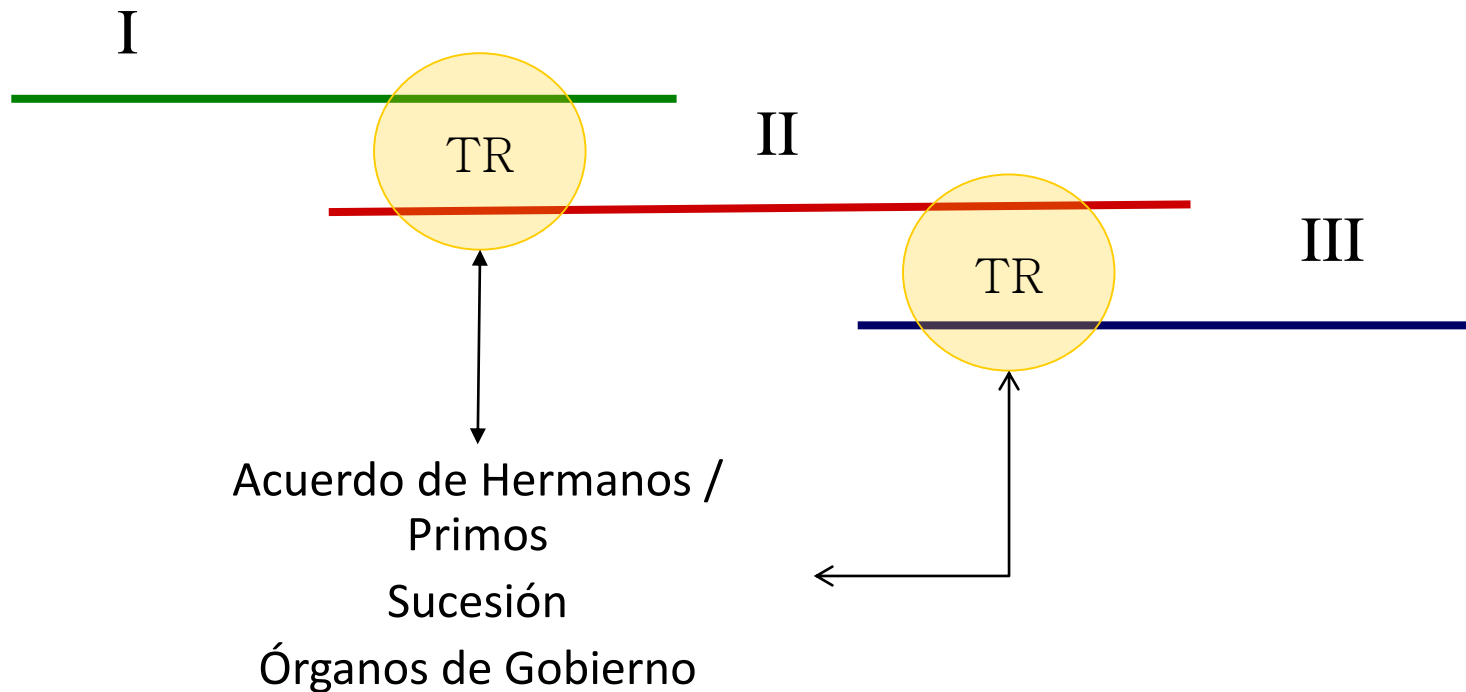 I
TR
II
TR
III
Acuerdo de Hermanos /
Primos
Sucesión
Órganos de Gobierno